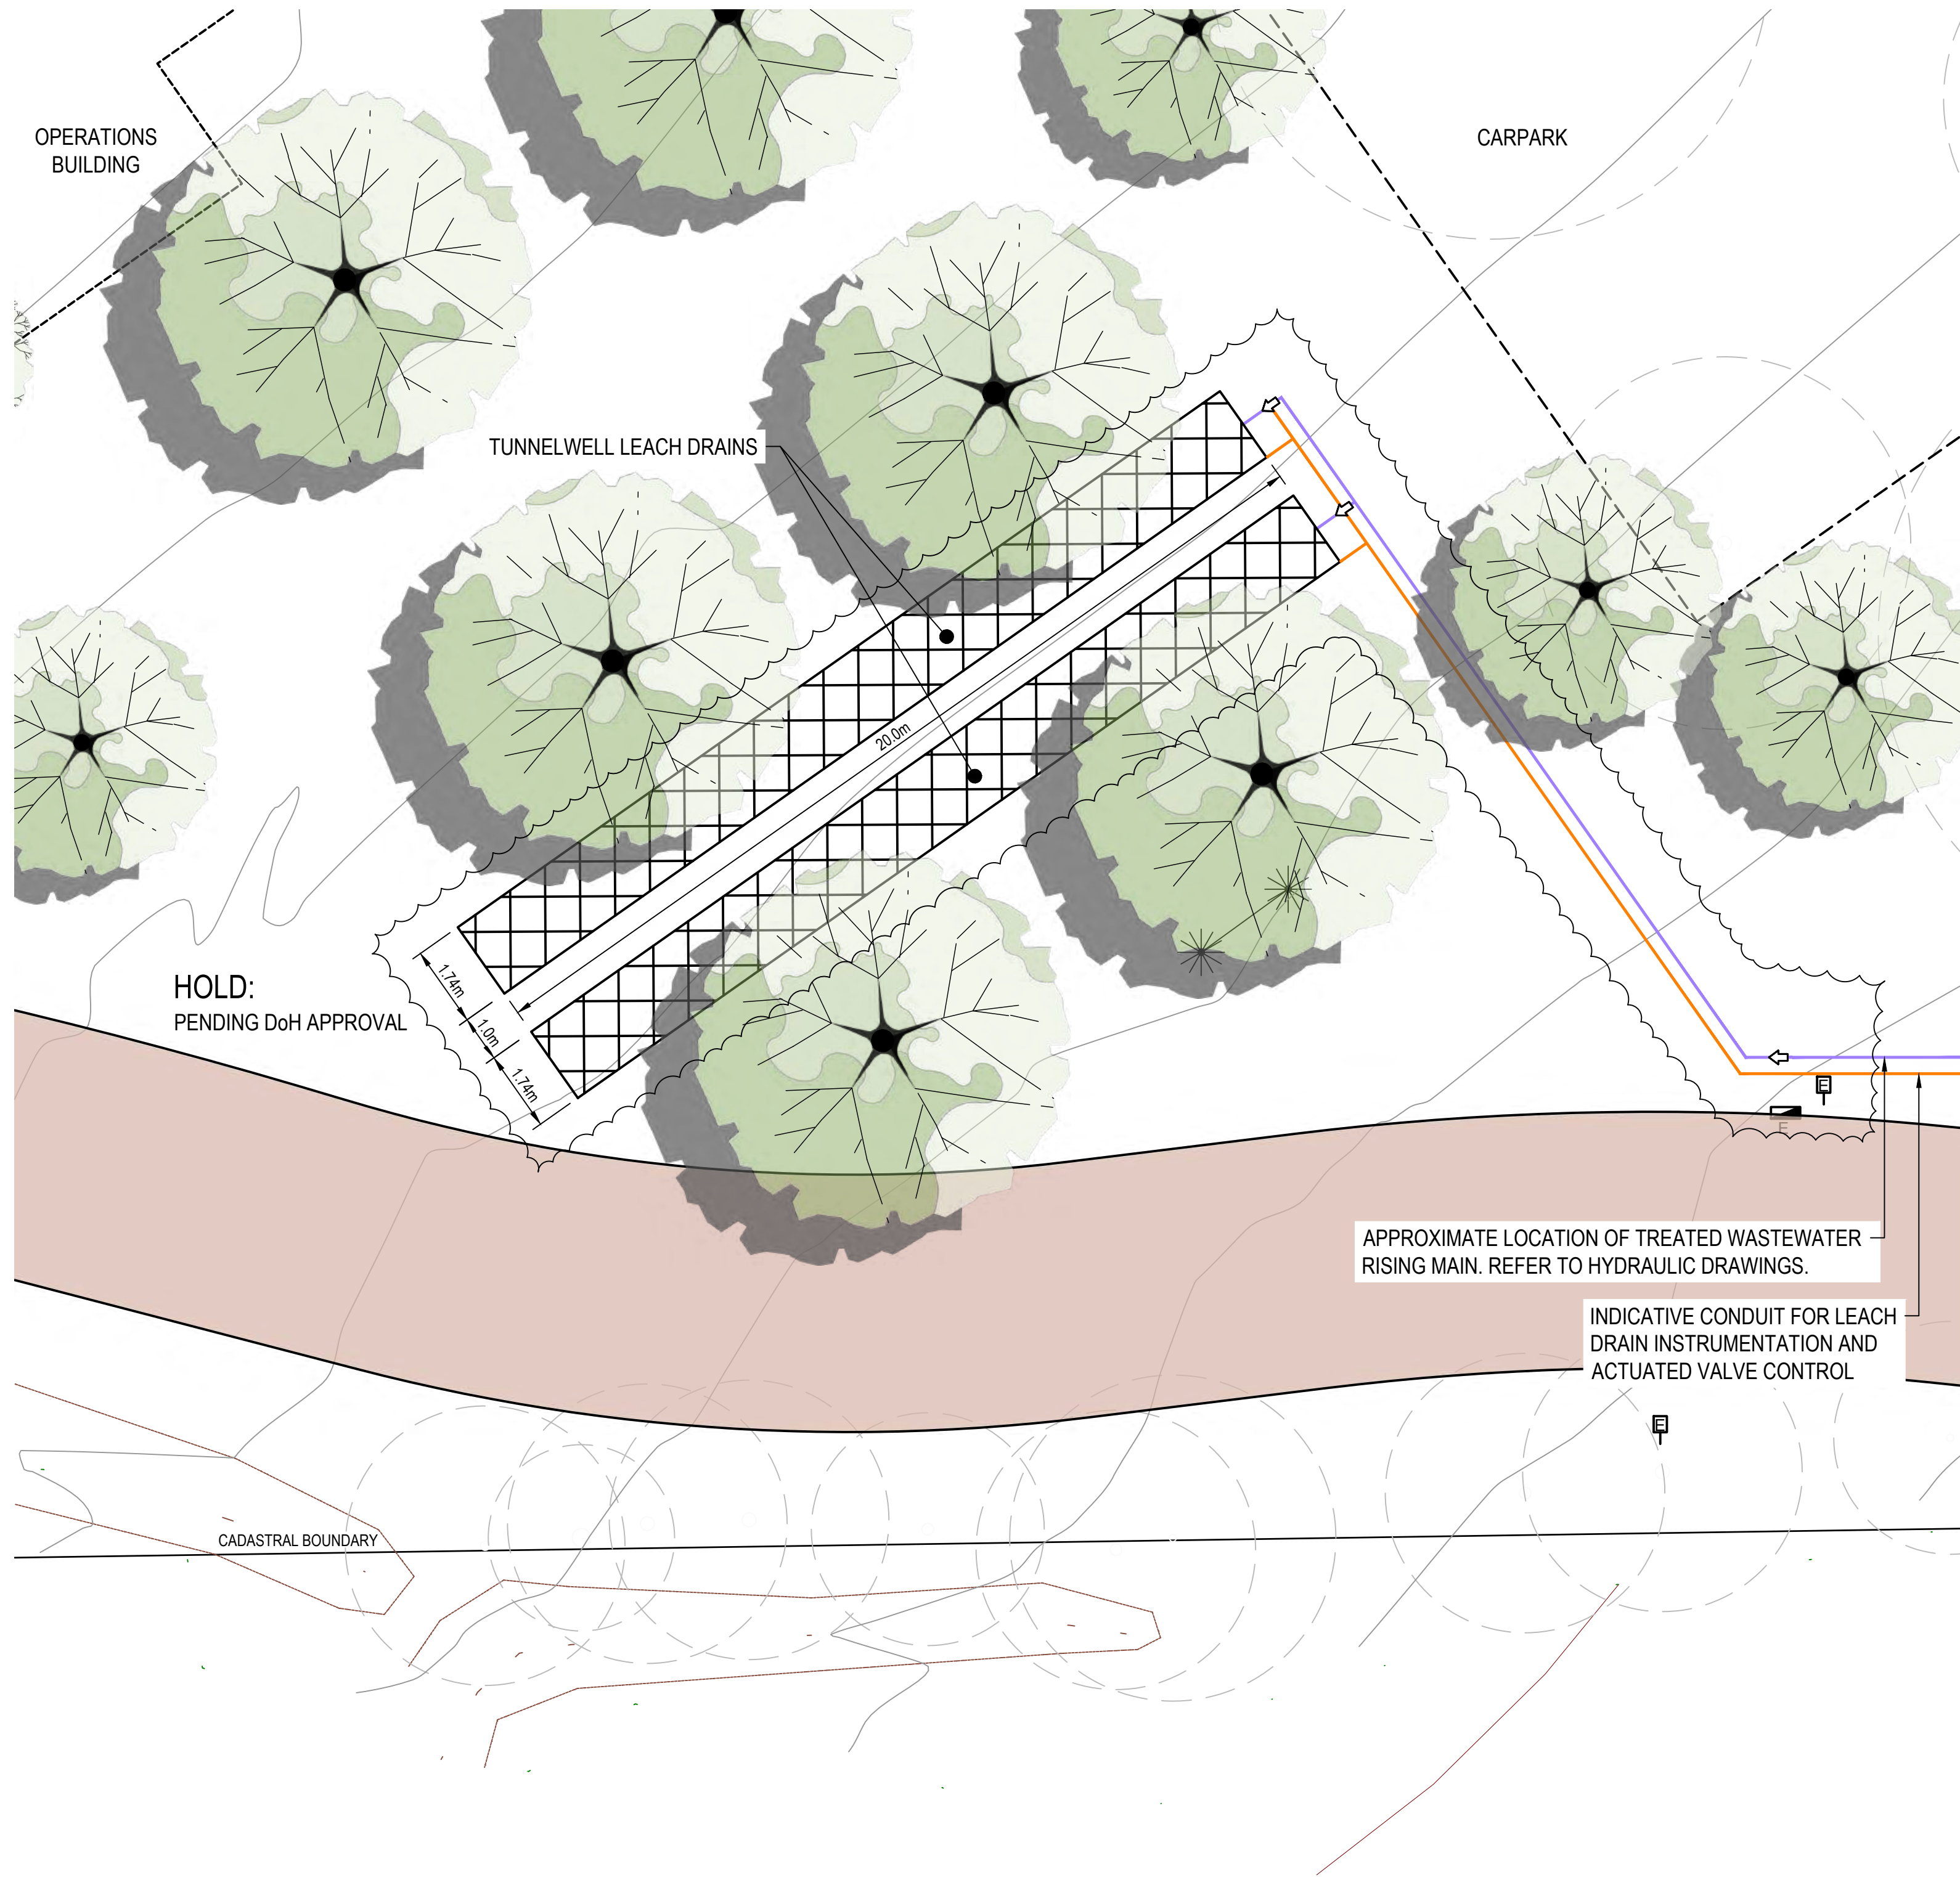 OPERATIONS
BUILDING
CARPARK
TUNNELWELL LEACH DRAINS
20.0m
HOLD:
PENDING DoH APPROVAL
1.74m
1.0m
1.74m
E
E
APPROXIMATE LOCATION OF TREATED WASTEWATER
RISING MAIN. REFER TO HYDRAULIC DRAWINGS.
INDICATIVE CONDUIT FOR LEACH
DRAIN INSTRUMENTATION AND
ACTUATED VALVE CONTROL
E
CADASTRAL BOUNDARY